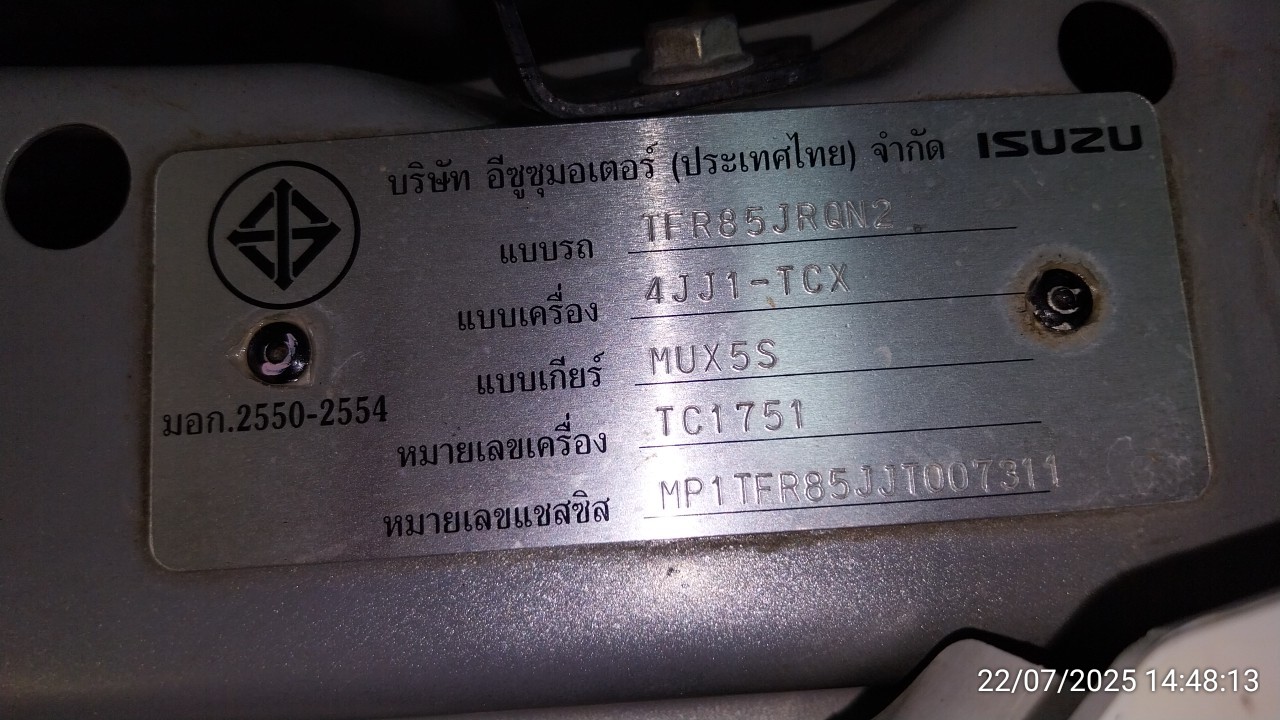 บริษัท อีซูซุมอเตอร์ (ประเทศไทย) จำกัด ISUZU
แบบรถ TFR85JRQN2
แบบเครื่อง 4JJ1-TCX
แบบเกียร์ MUX5S
มอก.2550-2554
หมายเลขเครื่อง TC1751
หมายเลขแชสซิส MP1TFR85JJT007311
22/07/2025 14:48:13